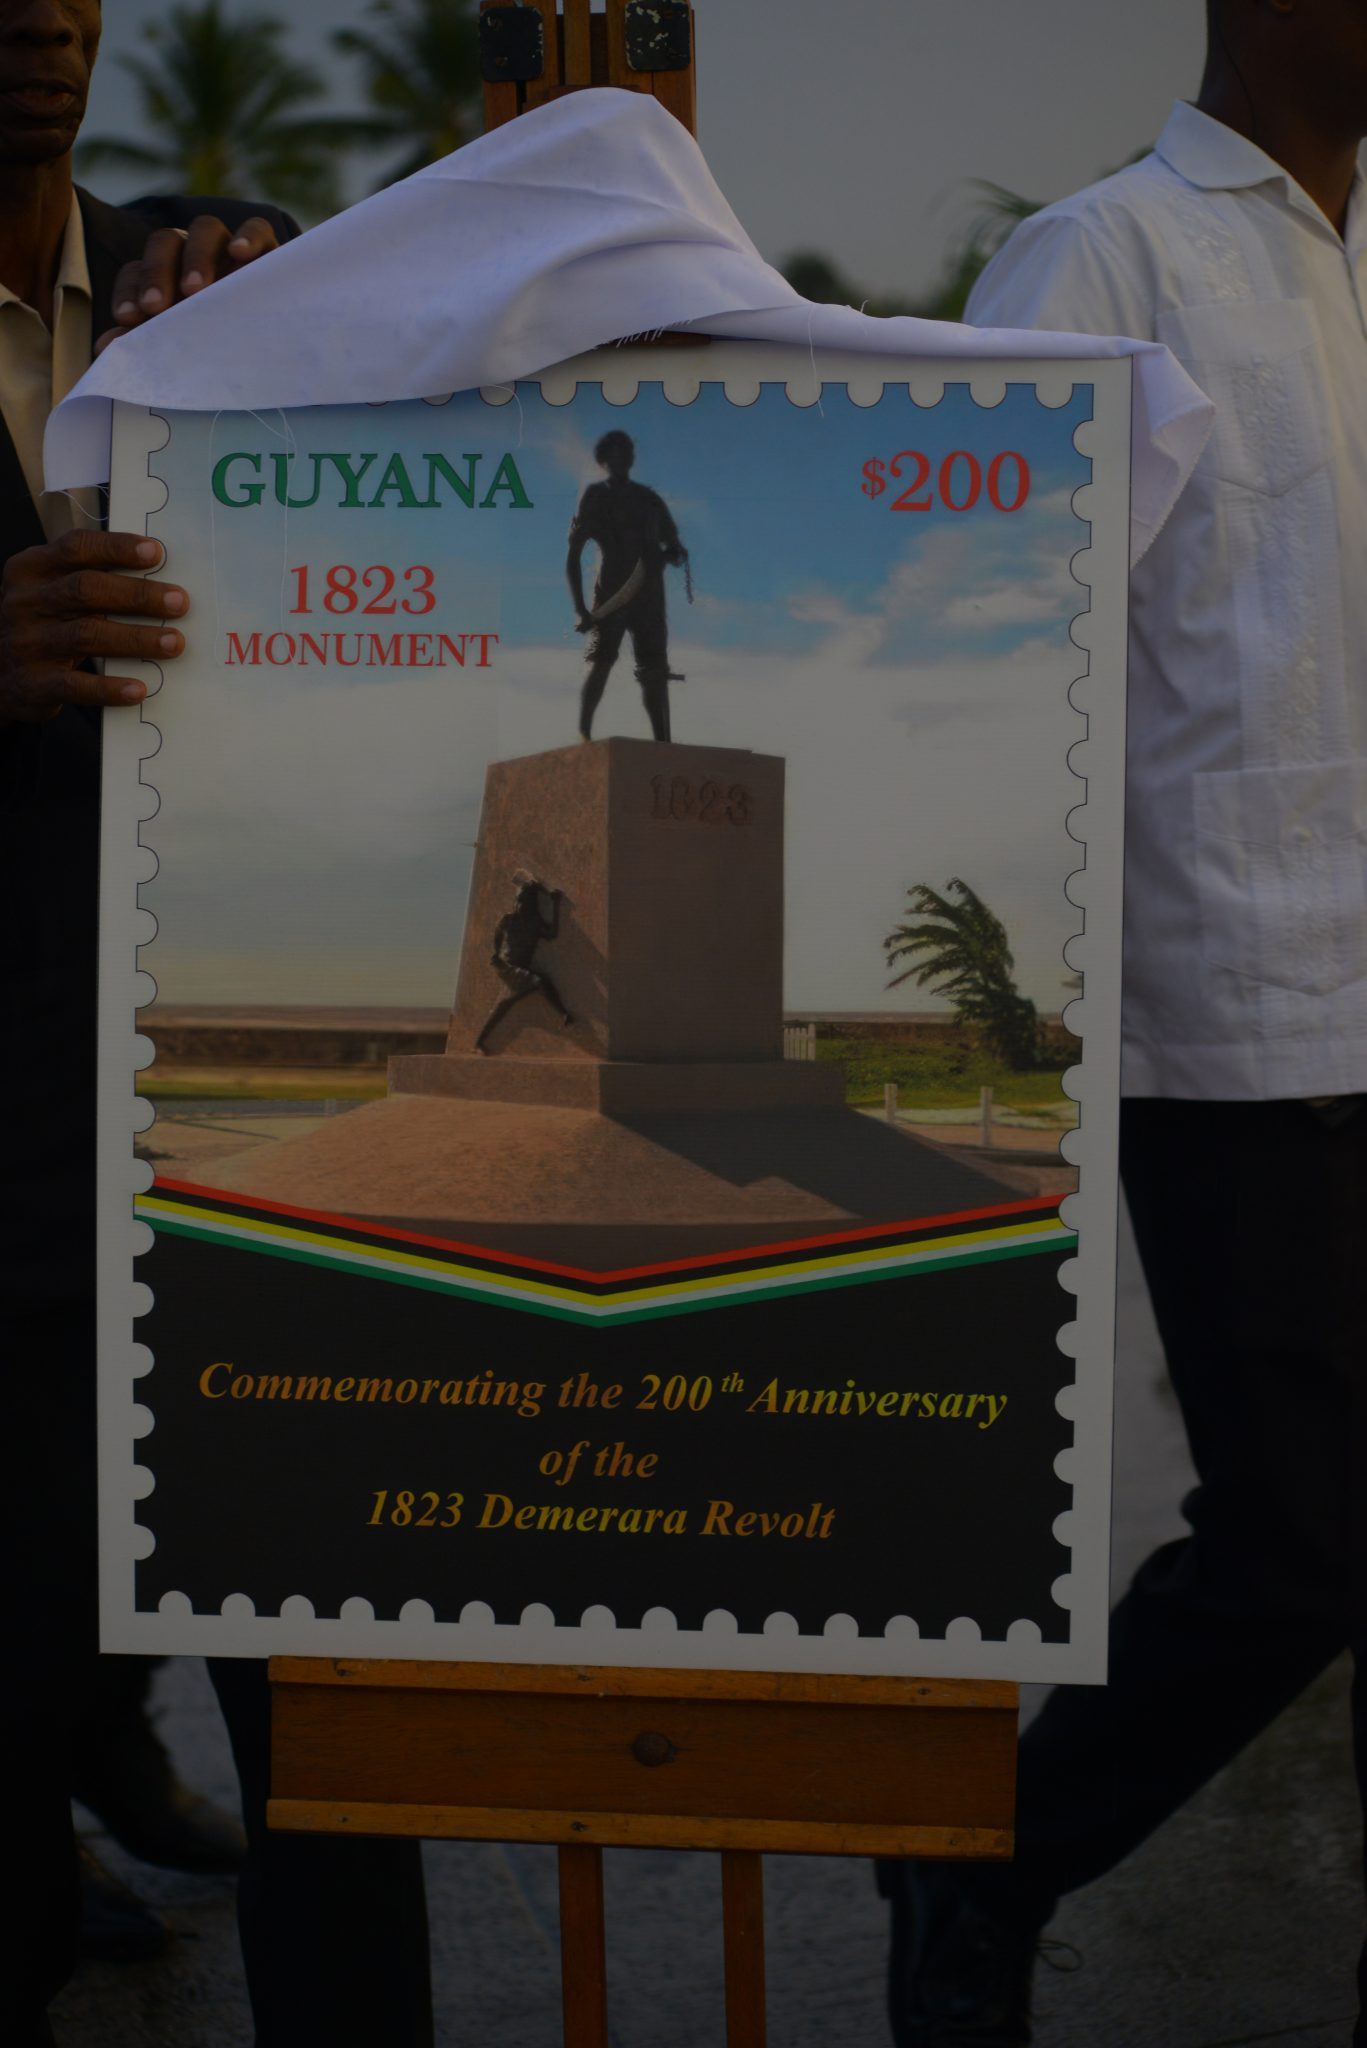 GUYANA
$200
1823
MONUMENT
1823
Commemorating the 200th Anniversary
of the
1823 Demerara Revolt